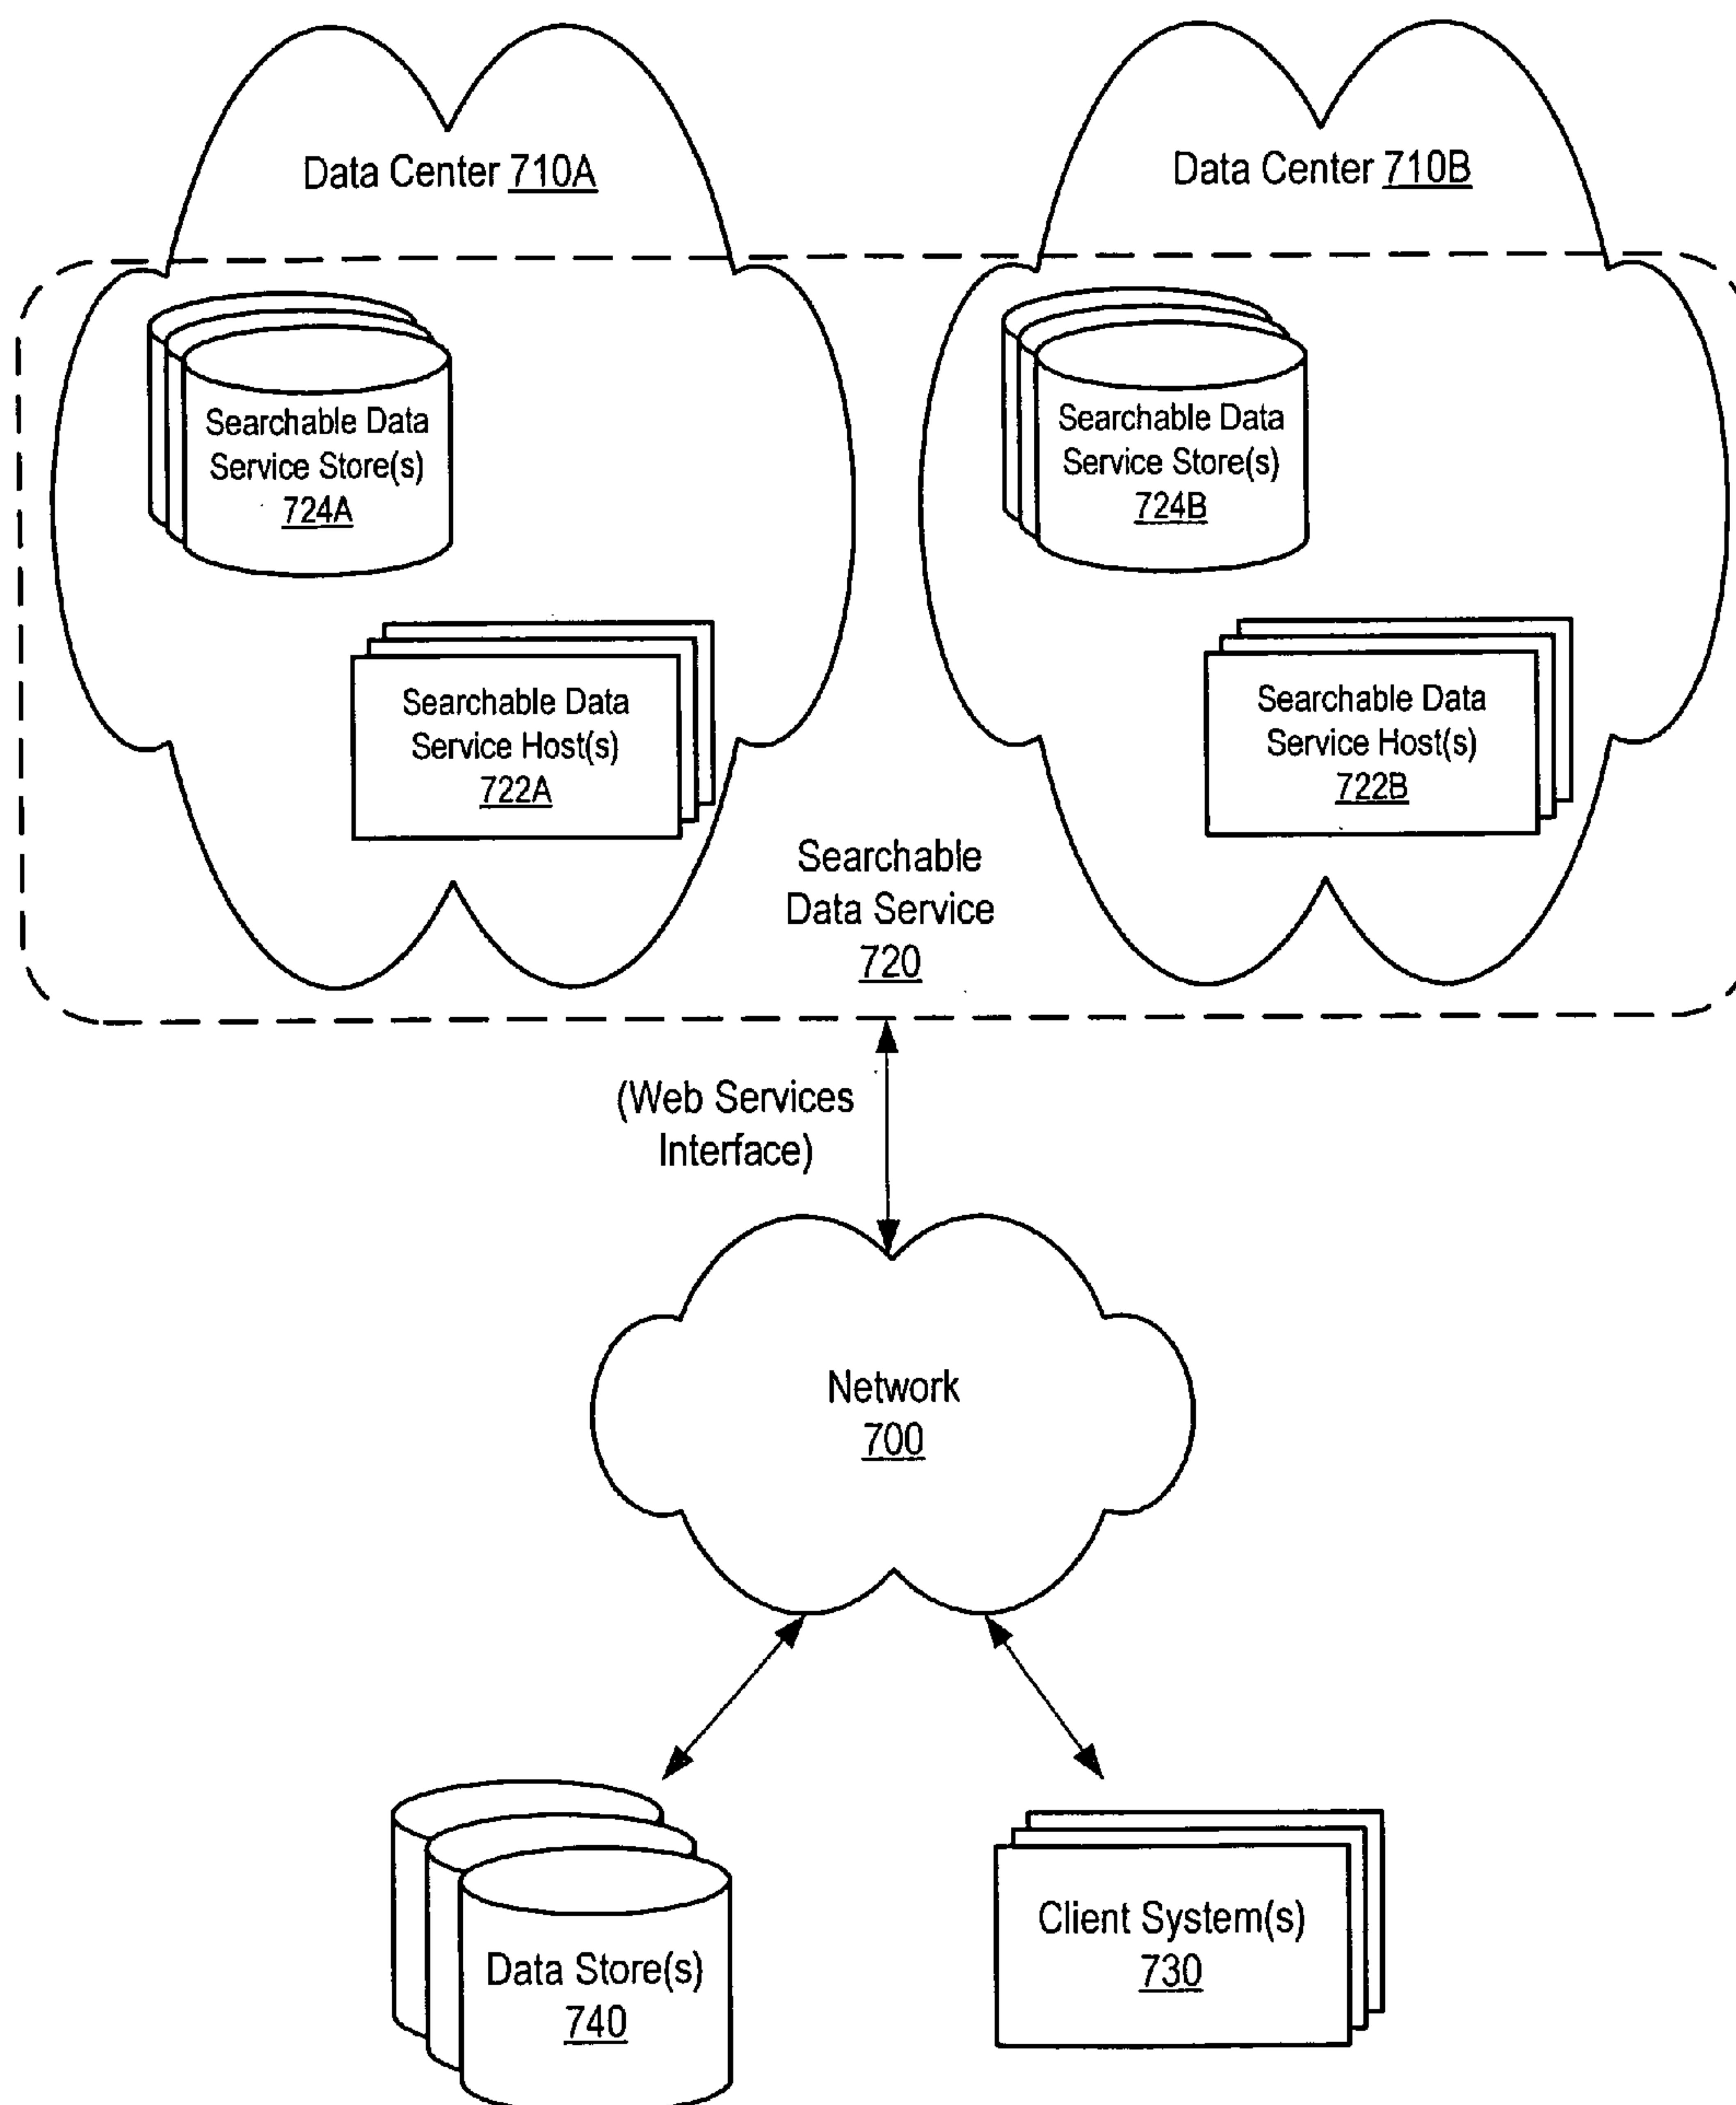 Data Center 710A
Data Center 710B
Searchable Data
Service Store(s)
724A
Searchable Data
Service Store(s)
724B
Searchable Data
Service Host(s)
722A
Searchable Data
Service Host(s)
722B
Searchable
Data Service
720
(Web Services
Interface)
Network
700
Data Store(s)
740
Client System(s)
730